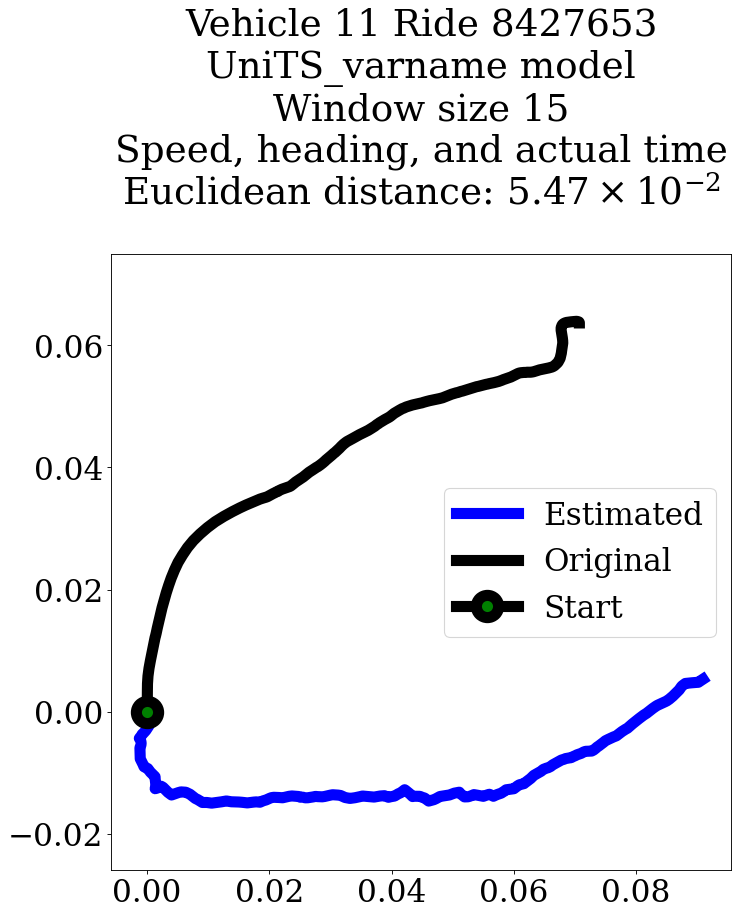 Vehicle 11 Ride 8427653
UniTS_varname model
Window size 15
Speed, heading, and actual time
Euclidean distance: 5.47 × 10⁻²
0.06
0.04
0.02
0.00
−0.02
Estimated
Original
Start
0.00 0.02 0.04 0.06 0.08